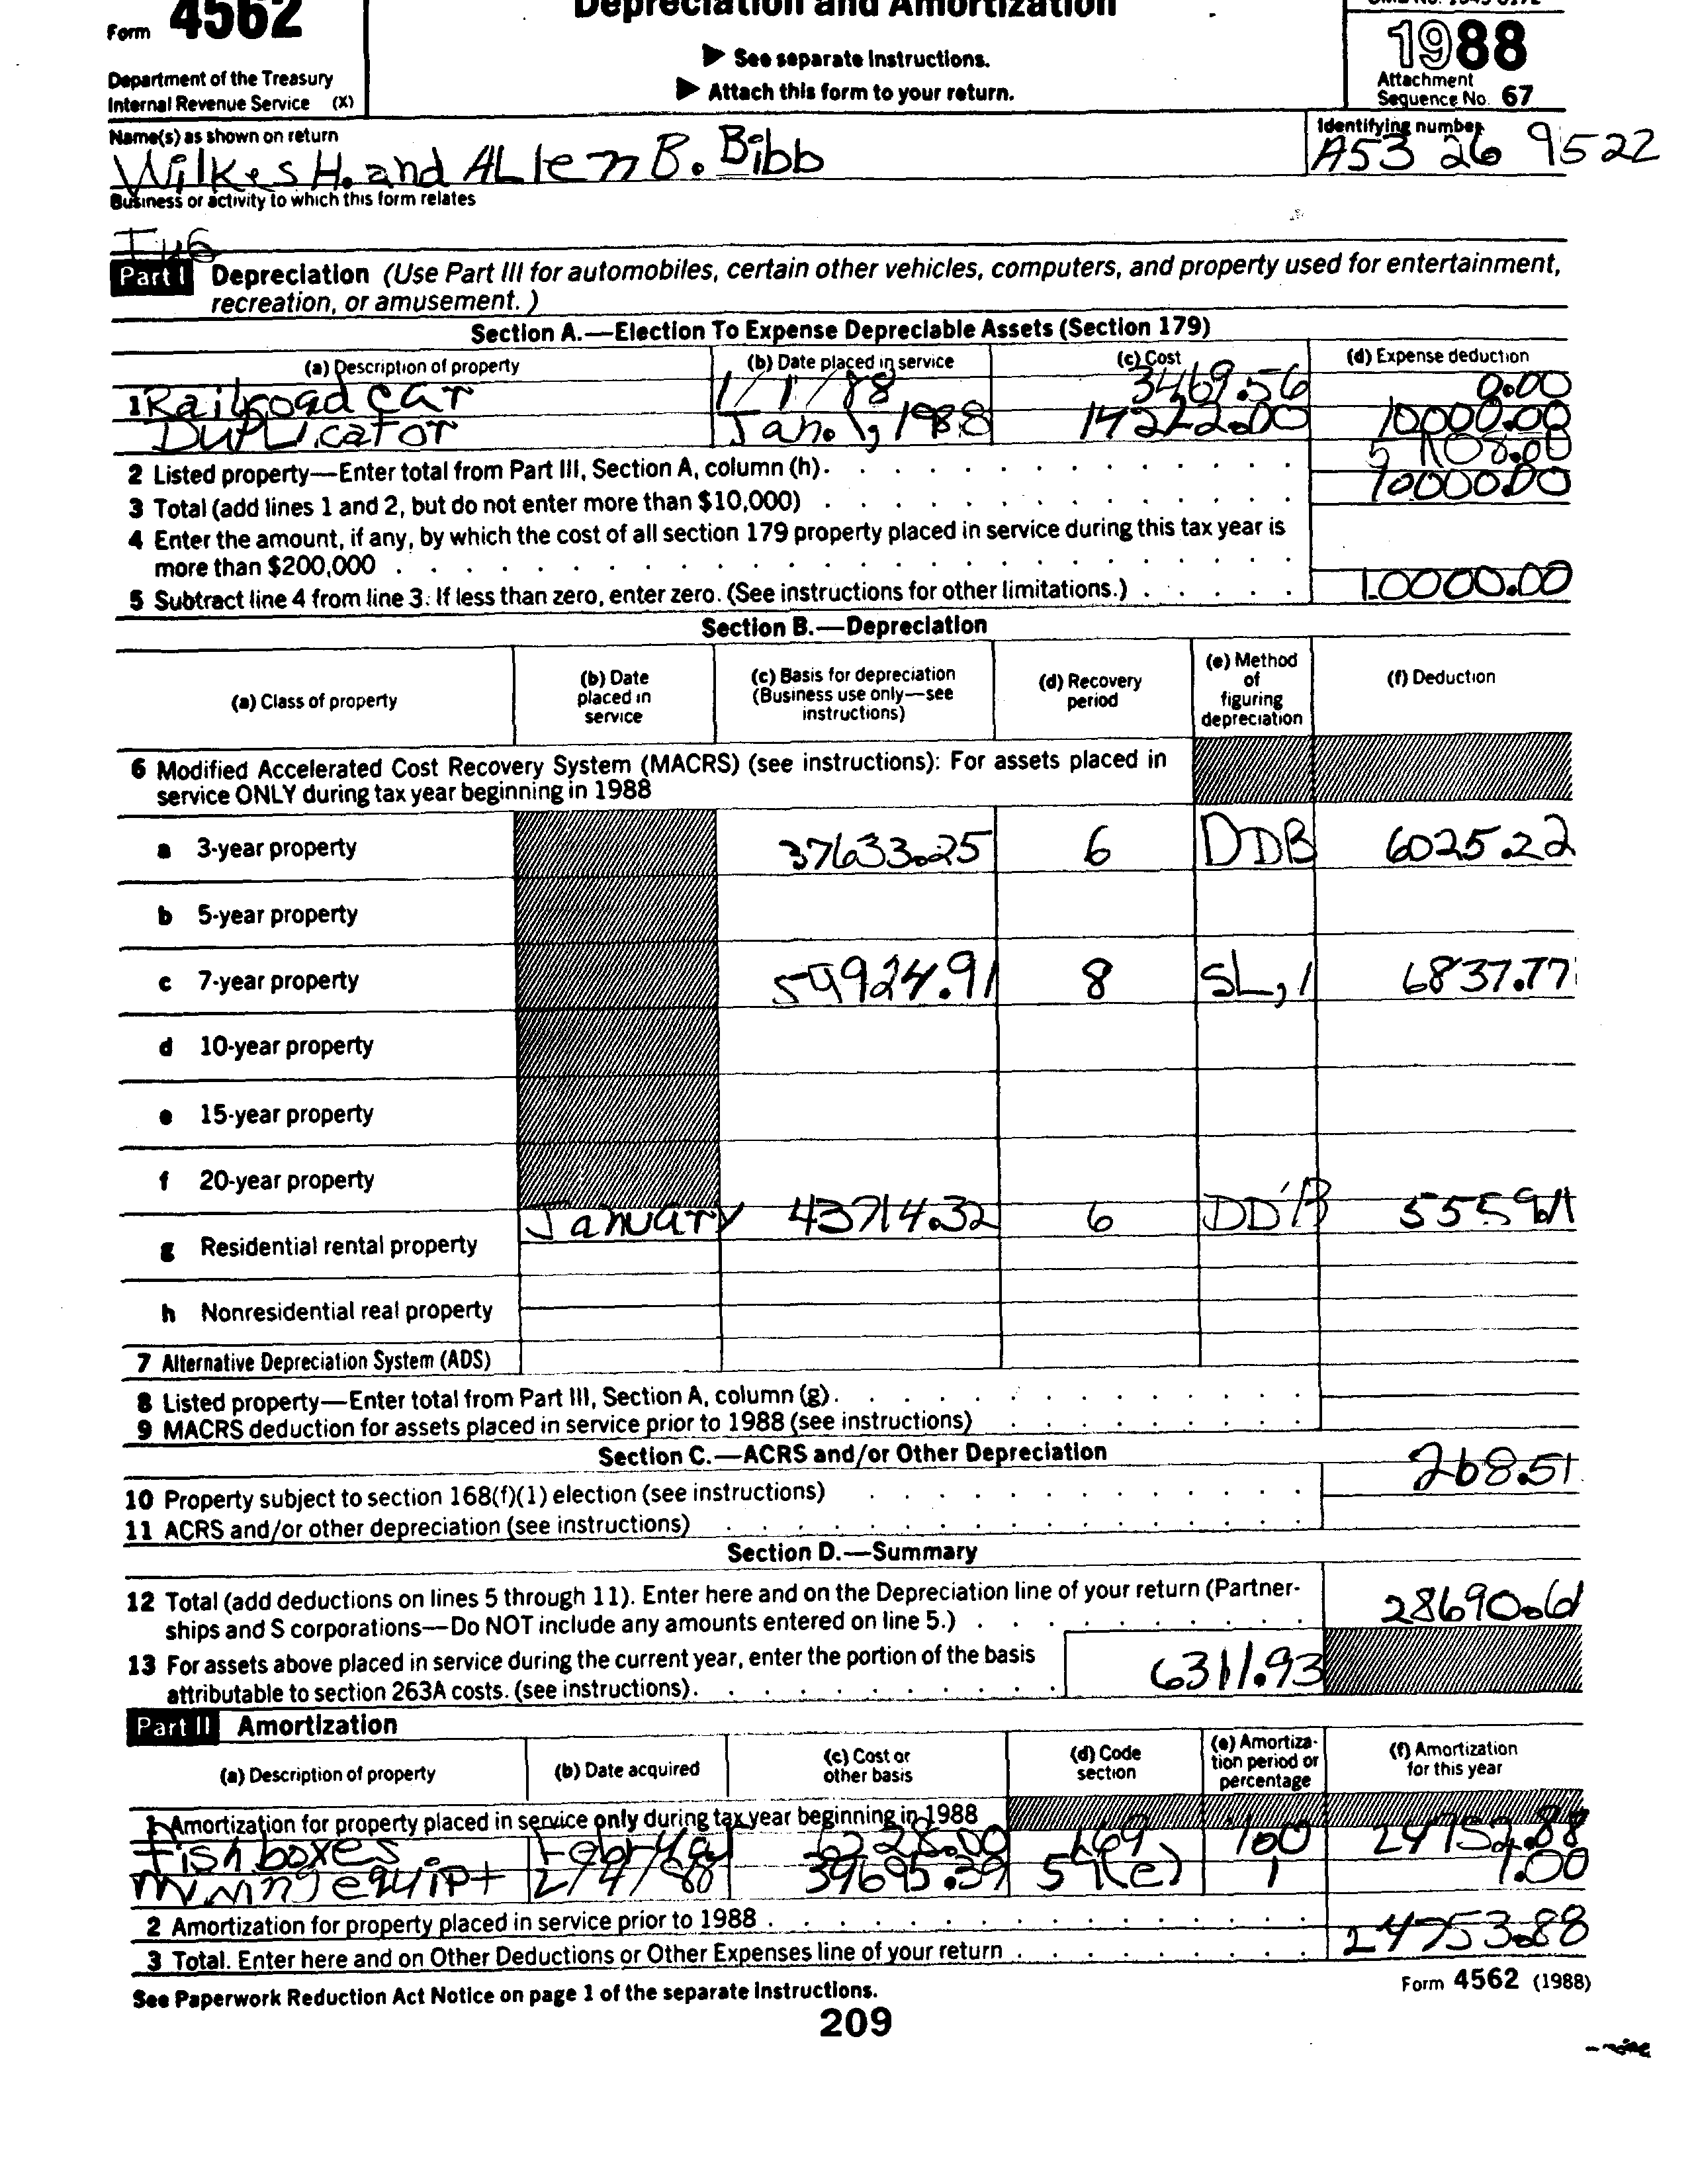 Form 4562
Depreciation and Amortization
1988
► See separate Instructions.
► Attach this form to your return.
Department of the Treasury
Internal Revenue Service (X)
Attachment
Sequence No. 67
Name(s) as shown on return
Identifying number
Wilkes H. and ALlen B. Bibb
A53 26 9522
Business or activity to which this form relates
Part I Depreciation (Use Part III for automobiles, certain other vehicles, computers, and property used for entertainment,
recreation, or amusement.)
Section A.—Election To Expense Depreciable Assets (Section 179)
(a) Description of property (b) Date placed in service (c) Cost (d) Expense deduction
1 Railroad car 1/1/88 3469.56 0.00
DupLicator Jan. 1, 1988 14222.00 10000.00
2 Listed property—Enter total from Part III, Section A, column (h). 5108.00
3 Total (add lines 1 and 2, but do not enter more than $10,000) 10000.00
4 Enter the amount, if any, by which the cost of all section 179 property placed in service during this tax year is
more than $200,000
5 Subtract line 4 from line 3. If less than zero, enter zero. (See instructions for other limitations.) 10000.00
Section B.—Depreciation
(a) Class of property (b) Date placed in service (c) Basis for depreciation (Business use only—see instructions) (d) Recovery period (e) Method of figuring depreciation (f) Deduction
6 Modified Accelerated Cost Recovery System (MACRS) (see instructions): For assets placed in
service ONLY during tax year beginning in 1988
a 3-year property 37633.25 6 DDB 6025.22
b 5-year property
c 7-year property 59924.91 8 SL, 1 6837.77
d 10-year property
e 15-year property
f 20-year property
January 43714.32 6 DDB 5559.11
g Residential rental property
h Nonresidential real property
7 Alternative Depreciation System (ADS)
8 Listed property—Enter total from Part III, Section A, column (g).
9 MACRS deduction for assets placed in service prior to 1988 (see instructions)
Section C.—ACRS and/or Other Depreciation
268.51
10 Property subject to section 168(f)(1) election (see instructions)
11 ACRS and/or other depreciation (see instructions)
Section D.—Summary
12 Total (add deductions on lines 5 through 11). Enter here and on the Depreciation line of your return (Partner-
ships and S corporations—Do NOT include any amounts entered on line 5.) 28690.61
13 For assets above placed in service during the current year, enter the portion of the basis
attributable to section 263A costs. (see instructions). 6311.93
Part II Amortization
(a) Description of property (b) Date acquired (c) Cost or other basis (d) Code section (e) Amortization period or percentage (f) Amortization for this year
1 Amortization for property placed in service only during tax year beginning in 1988
Fish boxes 6228.00 169 100 24752.88
mining equipt 2/4/88 39695.39 59(e) 1 1.00
2 Amortization for property placed in service prior to 1988
3 Total. Enter here and on Other Deductions or Other Expenses line of your return 24753.88
See Paperwork Reduction Act Notice on page 1 of the separate Instructions.
Form 4562 (1988)
209